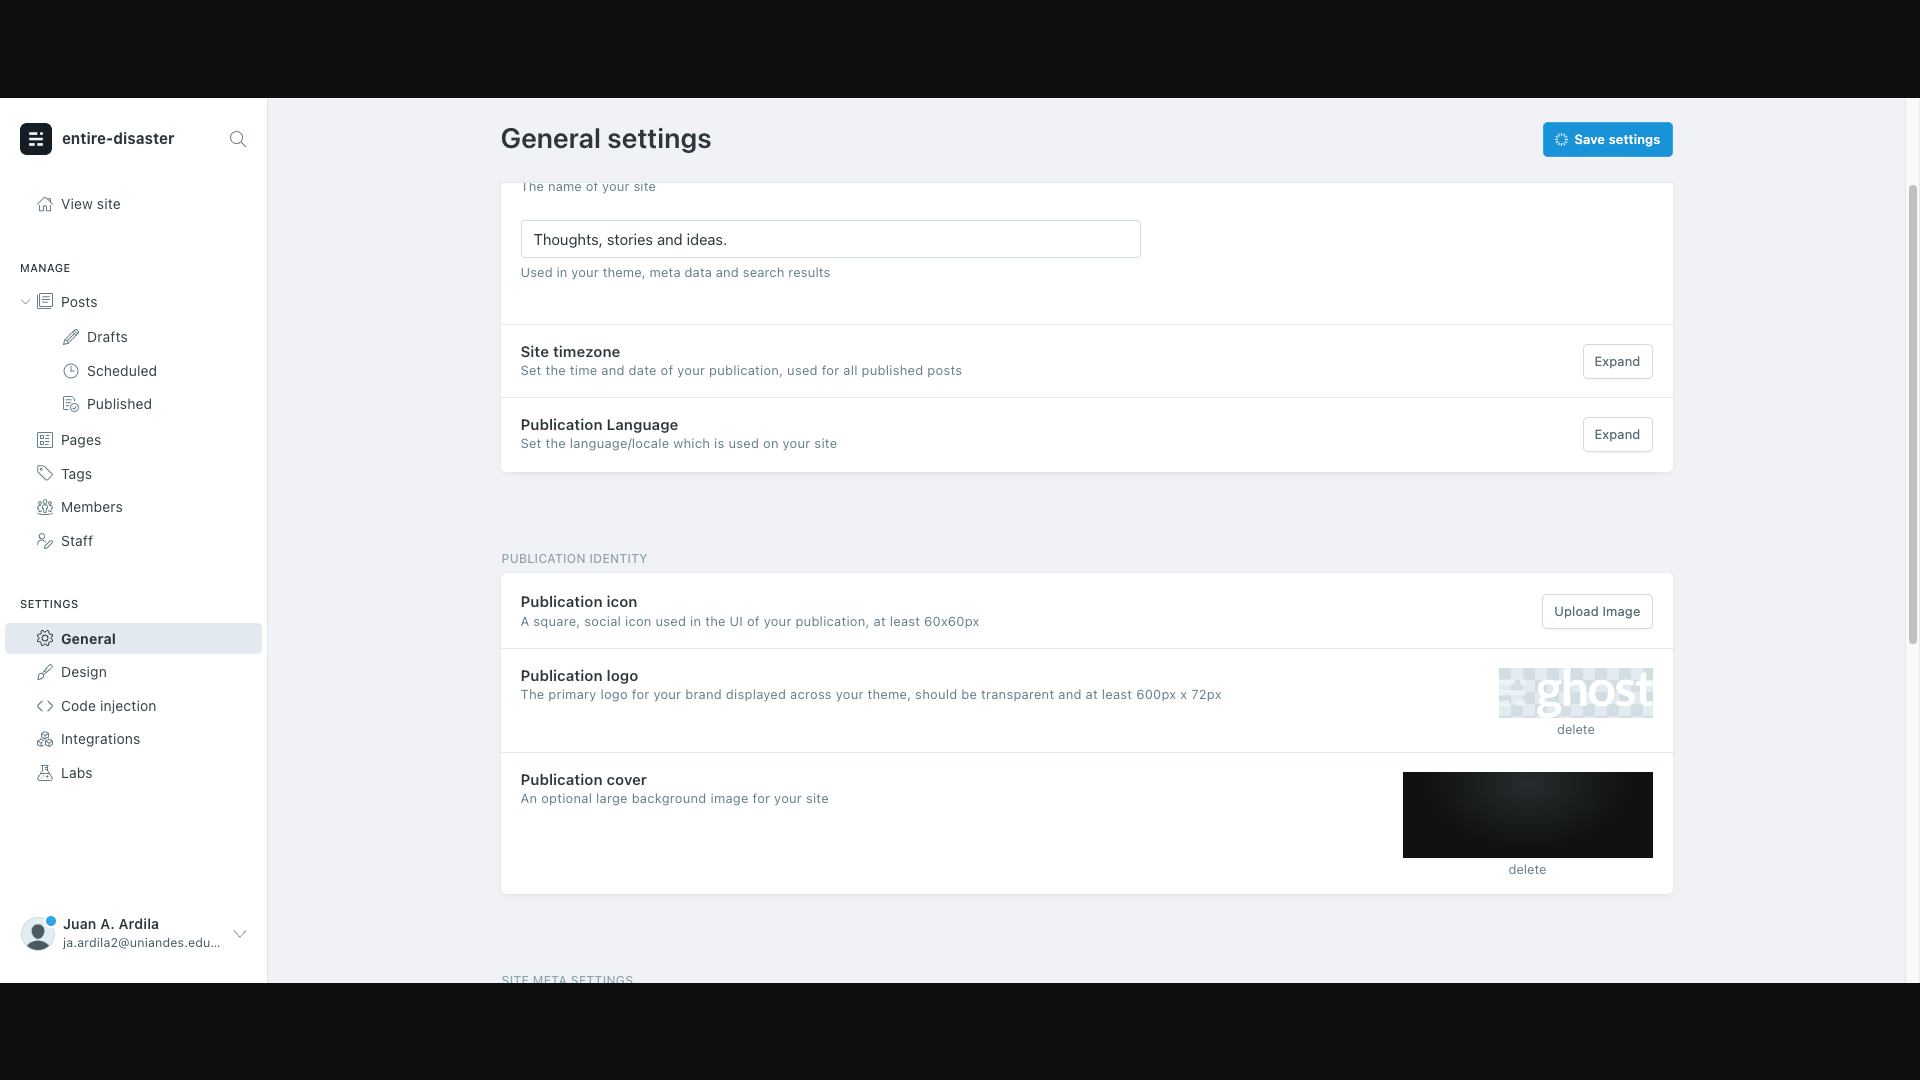 entire-disaster
View site
MANAGE
Posts
Drafts
Scheduled
Published
Pages
Tags
Members
Staff
SETTINGS
General
Design
Code injection
Integrations
Labs
Juan A. Ardila
ja.ardila2@uniandes.edu...
General settings
Save settings
The name of your site
Thoughts, stories and ideas.
Used in your theme, meta data and search results
Site timezone
Set the time and date of your publication, used for all published posts
Expand
Publication Language
Set the language/locale which is used on your site
Expand
PUBLICATION IDENTITY
Publication icon
A square, social icon used in the UI of your publication, at least 60x60px
Upload Image
Publication logo
The primary logo for your brand displayed across your theme, should be transparent and at least 600px x 72px
ghost
delete
Publication cover
An optional large background image for your site
delete
SITE META SETTINGS